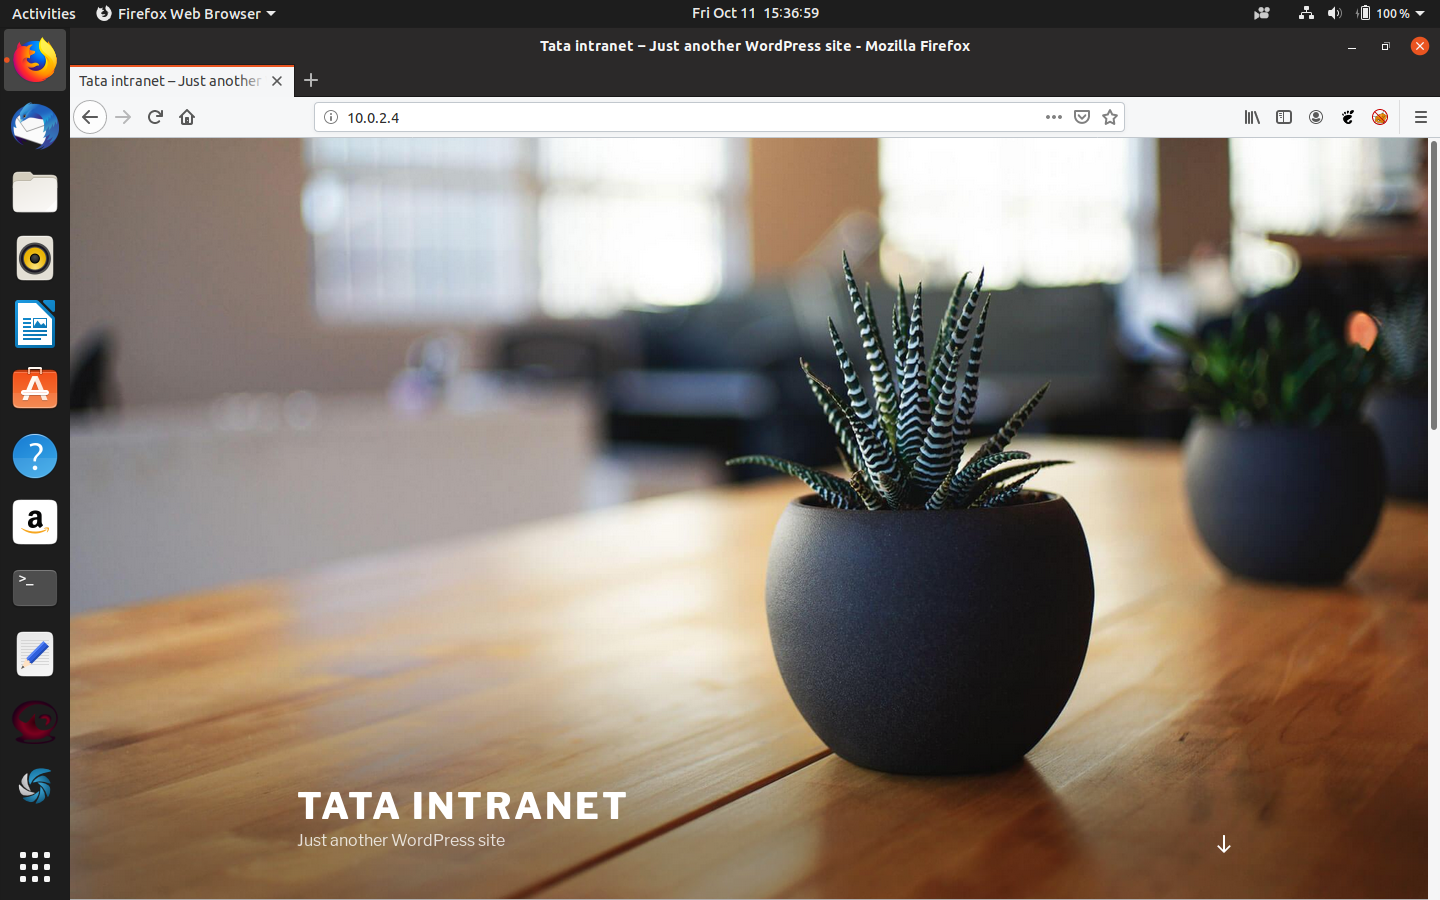 Activities Firefox Web Browser Fri Oct 11 15:36:59 100 %
Tata intranet – Just another WordPress site - Mozilla Firefox
Tata intranet – Just another
10.0.2.4
?
a
>_
TATA INTRANET
Just another WordPress site